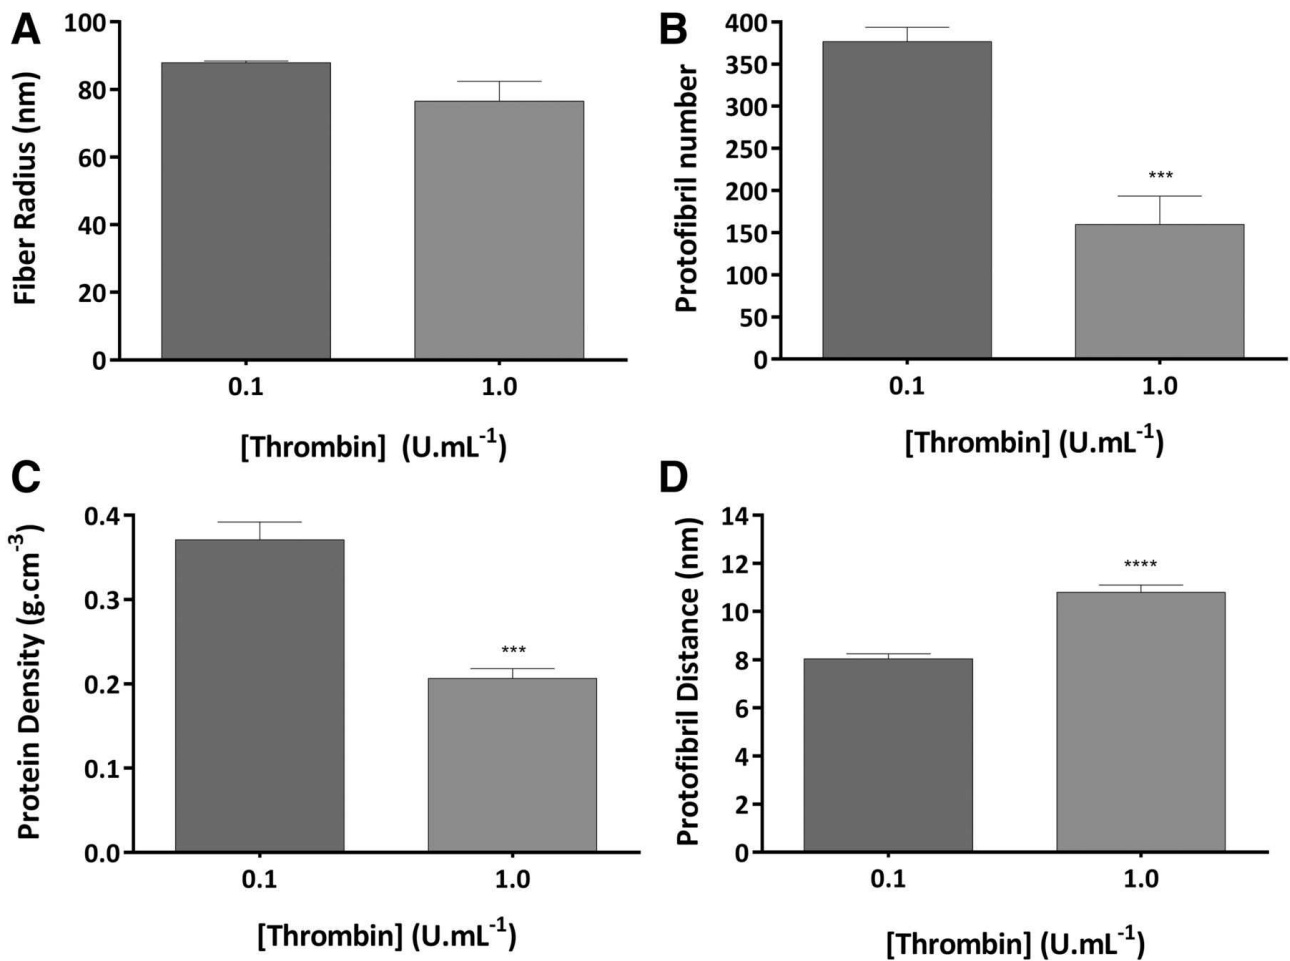 A
Fiber Radius (nm)
100
80
60
40
20
0
0.1 1.0
[Thrombin] (U.mL-1)
B
Protofibril number
400
350
300
250
200
150
100
50
0
***
0.1 1.0
[Thrombin] (U.mL-1)
C
Protein Density (g.cm-3)
0.4
0.3
0.2
0.1
0.0
***
0.1 1.0
[Thrombin] (U.mL-1)
D
Protofibril Distance (nm)
14
12
10
8
6
4
2
0
****
0.1 1.0
[Thrombin] (U.mL-1)